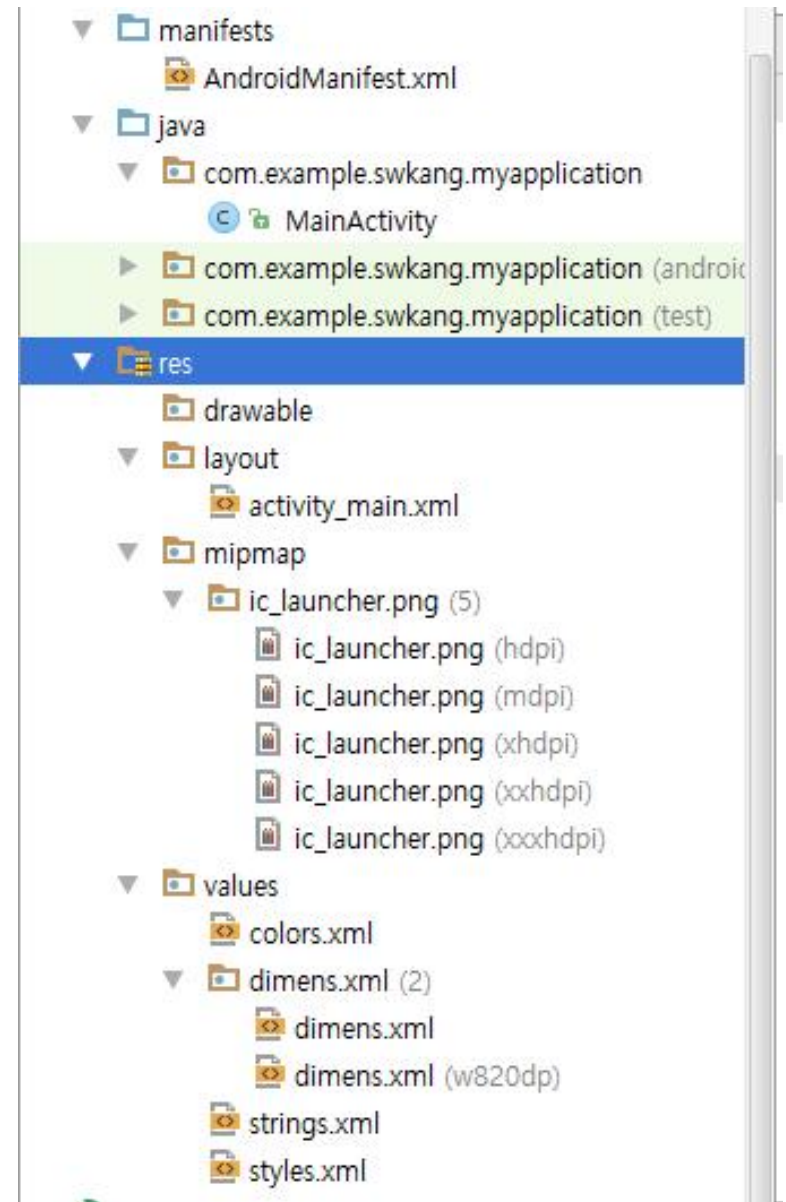 manifests
AndroidManifest.xml
java
com.example.swkang.myapplication
MainActivity
com.example.swkang.myapplication
com.example.swkang.myapplication (test)
res
drawable
layout
activity_main.xml
mipmap
ic_launcher.png (5)
ic_launcher.png (hdpi)
ic_launcher.png (mdpi)
ic_launcher.png (xhdpi)
ic_launcher.png (xxhdpi)
ic_launcher.png (xxxhdpi)
values
colors.xml
dimens.xml (2)
dimens.xml
dimens.xml (w820dp)
strings.xml
styles.xml